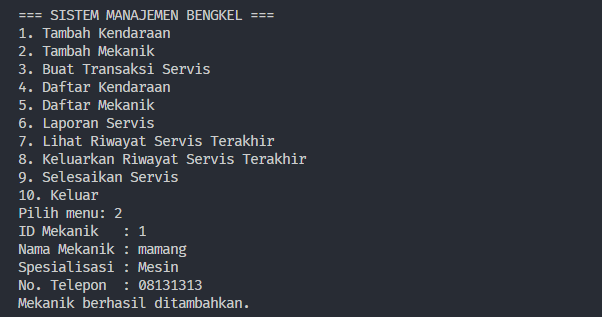 === SISTEM MANAJEMEN BENGKEL ===
1. Tambah Kendaraan
2. Tambah Mekanik
3. Buat Transaksi Servis
4. Daftar Kendaraan
5. Daftar Mekanik
6. Laporan Servis
7. Lihat Riwayat Servis Terakhir
8. Keluarkan Riwayat Servis Terakhir
9. Selesaikan Servis
10. Keluar
Pilih menu: 2
ID Mekanik   : 1
Nama Mekanik : mamang
Spesialisasi : Mesin
No. Telepon  : 08131313
Mekanik berhasil ditambahkan.